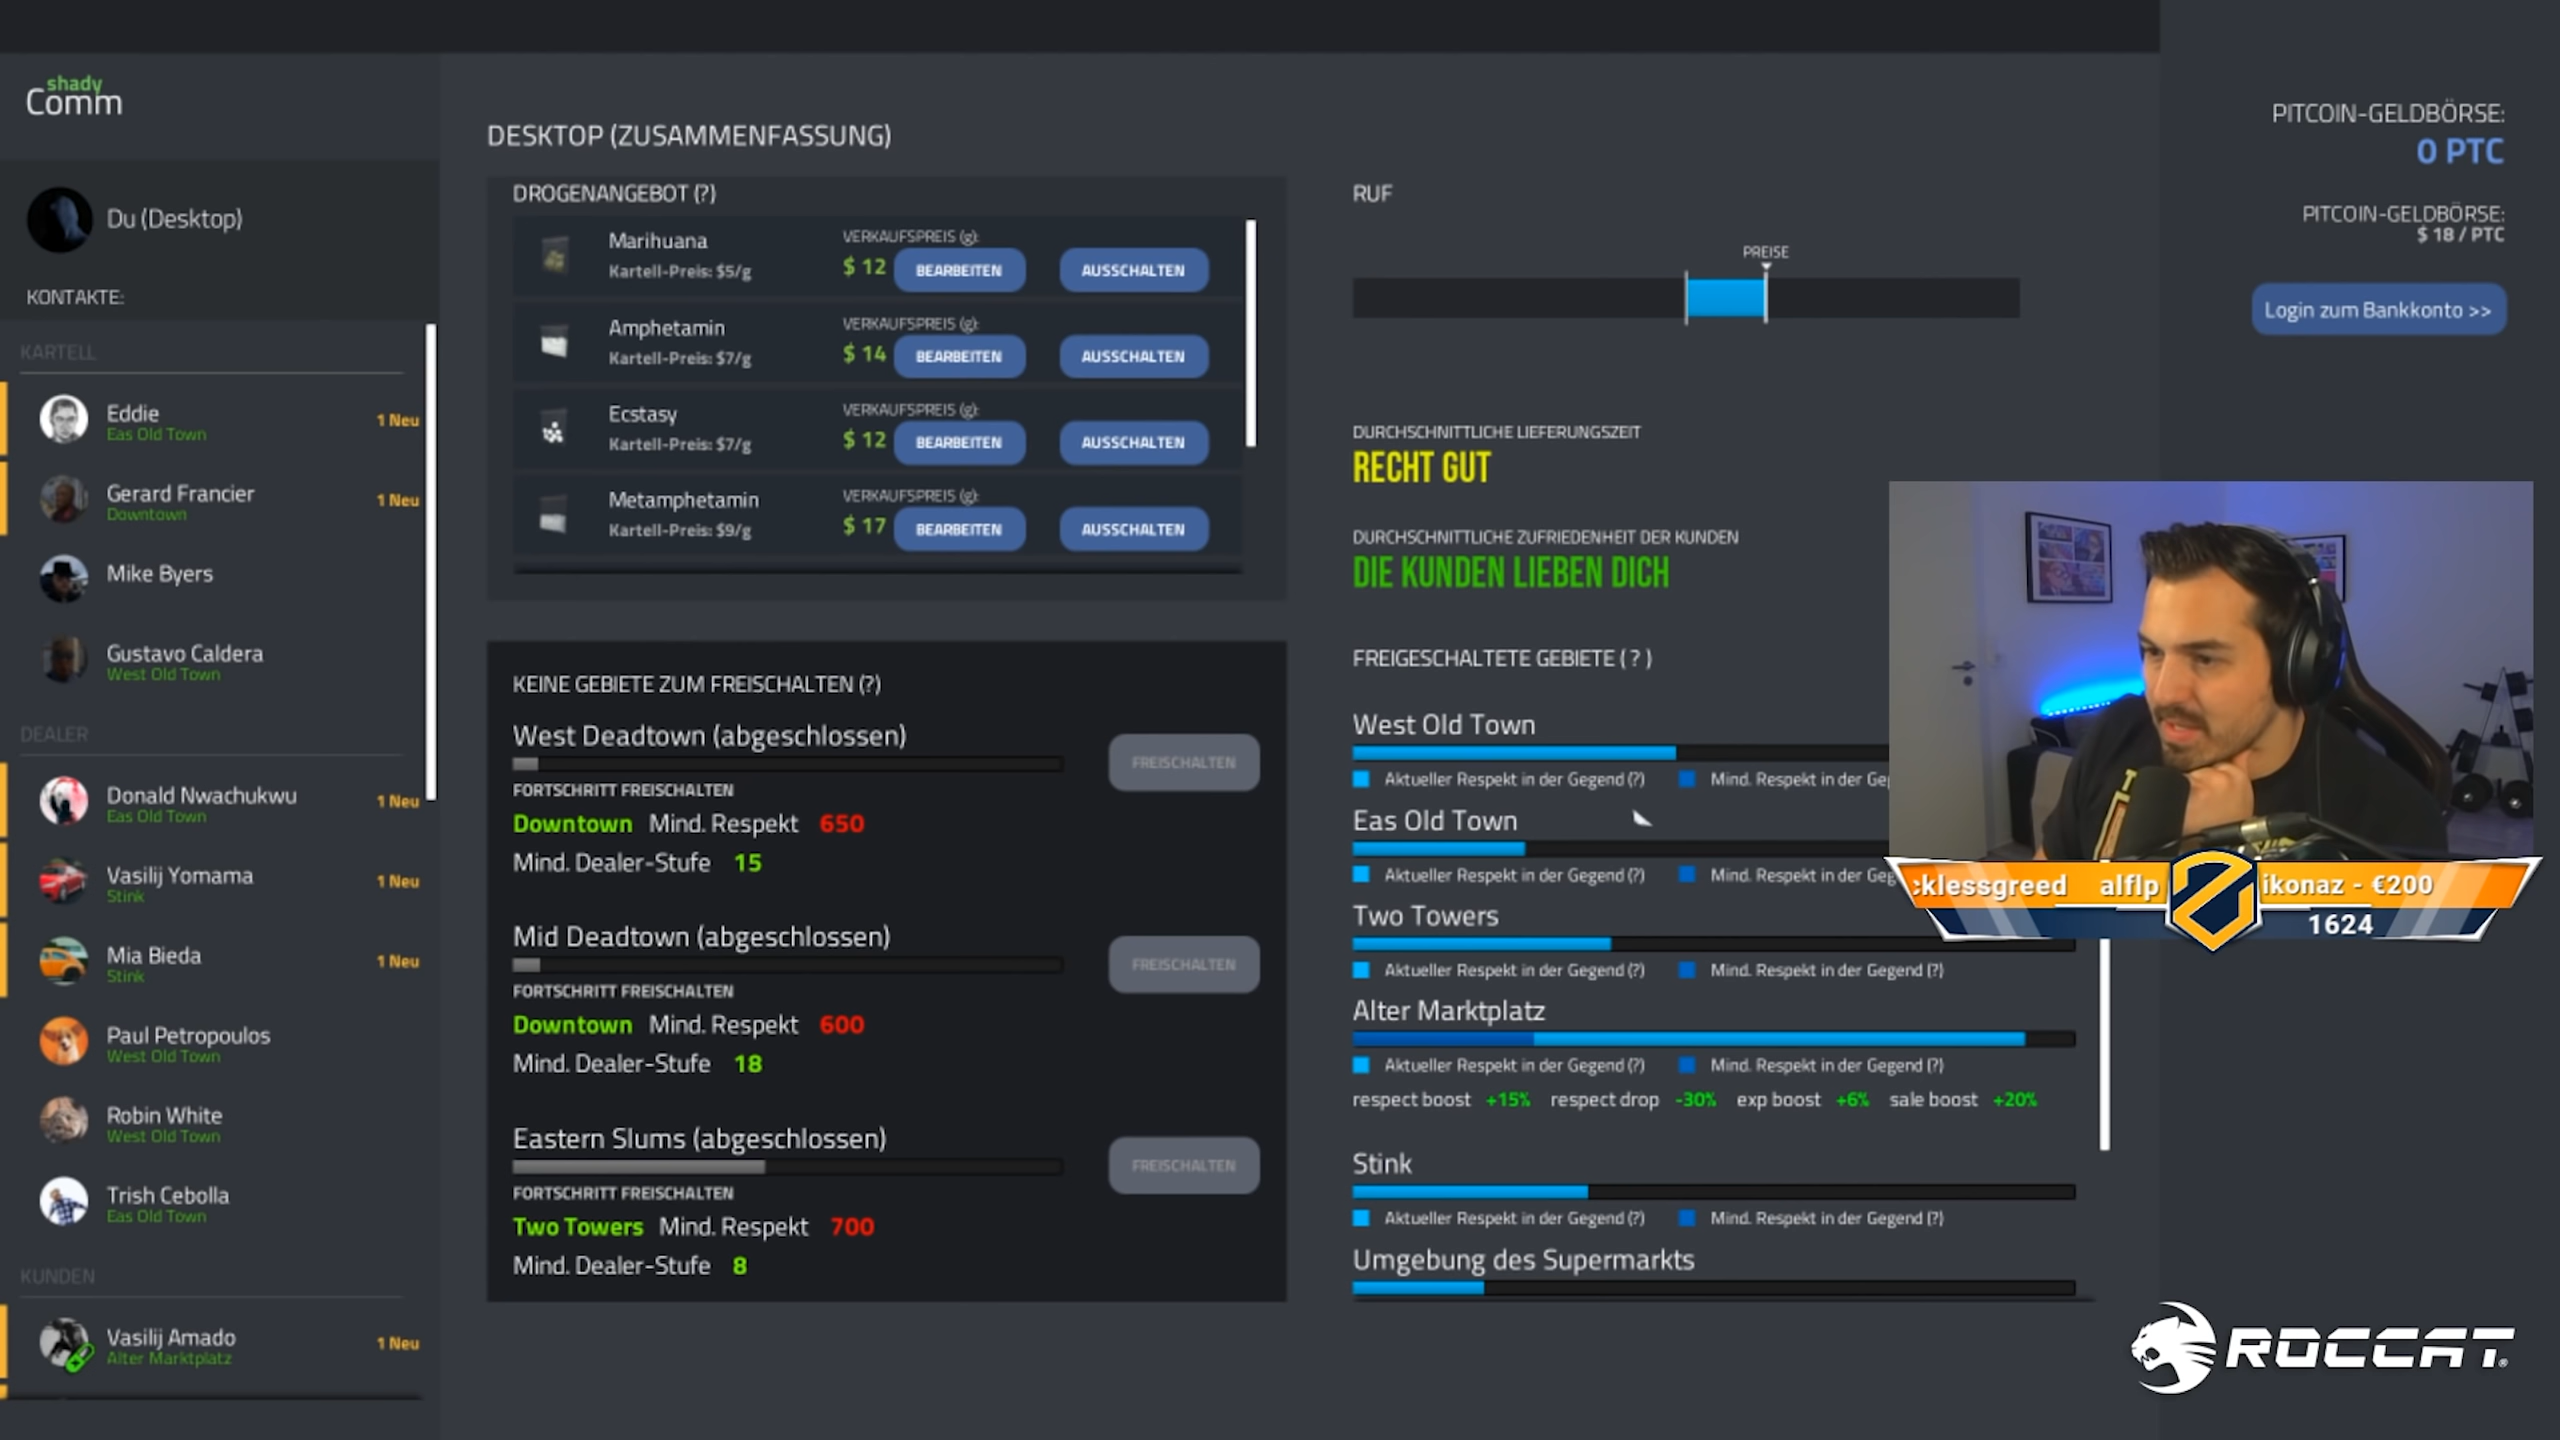 shady
Comm
Du (Desktop)
KONTAKTE:
KARTELL
Eddie
Eas Old Town
1 Neu
Gerard Francier
Downtown
1 Neu
Mike Byers
Gustavo Caldera
West Old Town
DEALER
Donald Nwachukwu
Eas Old Town
1 Neu
Vasilij Yomama
Stink
1 Neu
Mia Bieda
Stink
1 Neu
Paul Petropoulos
West Old Town
Robin White
West Old Town
Trish Cebolla
Eas Old Town
KUNDEN
Vasilij Amado
Alter Marktplatz
1 Neu
DESKTOP (ZUSAMMENFASSUNG)
DROGENANGEBOT (?)
Marihuana
Kartell-Preis: $5/g
VERKAUFSPREIS (g):
$ 12
BEARBEITEN
AUSSCHALTEN
Amphetamin
Kartell-Preis: $7/g
VERKAUFSPREIS (g):
$ 14
BEARBEITEN
AUSSCHALTEN
Ecstasy
Kartell-Preis: $7/g
VERKAUFSPREIS (g):
$ 12
BEARBEITEN
AUSSCHALTEN
Metamphetamin
Kartell-Preis: $9/g
VERKAUFSPREIS (g):
$ 17
BEARBEITEN
AUSSCHALTEN
KEINE GEBIETE ZUM FREISCHALTEN (?)
West Deadtown (abgeschlossen)
FREISCHALTEN
FORTSCHRITT FREISCHALTEN
Downtown Mind. Respekt 650
Mind. Dealer-Stufe 15
Mid Deadtown (abgeschlossen)
FREISCHALTEN
FORTSCHRITT FREISCHALTEN
Downtown Mind. Respekt 600
Mind. Dealer-Stufe 18
Eastern Slums (abgeschlossen)
FREISCHALTEN
FORTSCHRITT FREISCHALTEN
Two Towers Mind. Respekt 700
Mind. Dealer-Stufe 8
RUF
PREISE
DURCHSCHNITTLICHE LIEFERUNGSZEIT
RECHT GUT
DURCHSCHNITTLICHE ZUFRIEDENHEIT DER KUNDEN
DIE KUNDEN LIEBEN DICH
FREIGESCHALTETE GEBIETE ( ? )
West Old Town
Aktueller Respekt in der Gegend (?) Mind. Respekt in der Geg
Eas Old Town
Aktueller Respekt in der Gegend (?) Mind. Respekt in der Geg
Two Towers
Aktueller Respekt in der Gegend (?) Mind. Respekt in der Gegend (?)
Alter Marktplatz
Aktueller Respekt in der Gegend (?) Mind. Respekt in der Gegend (?)
respect boost +15% respect drop -30% exp boost +6% sale boost +20%
Stink
Aktueller Respekt in der Gegend (?) Mind. Respekt in der Gegend (?)
Umgebung des Supermarkts
PITCOIN-GELDBÖRSE:
0 PTC
PITCOIN-GELDBÖRSE:
$ 18 / PTC
Login zum Bankkonto >>
cklessgreed alflp
ikonaz - €200
1624
ROCCAT